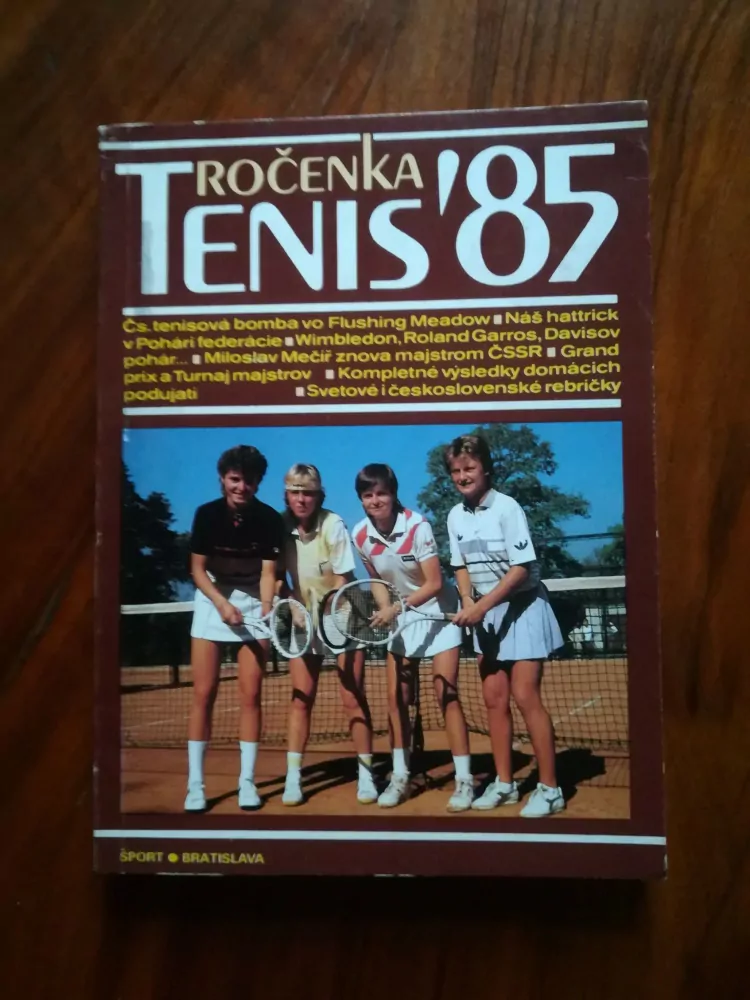 ROČENKA
TENIS '85
Čs. tenisová bomba vo Flushing Meadow ■ Náš hattrick
v Pohári federácie ■ Wimbledon, Roland Garros, Davisov
pohár... ■ Miloslav Mečíř znova majstrom ČSSR ■ Grand
prix a Turnaj majstrov ■ Kompletné výsledky domácich
podujatí ■ Svetové i československé rebríčky
ŠPORT ● BRATISLAVA